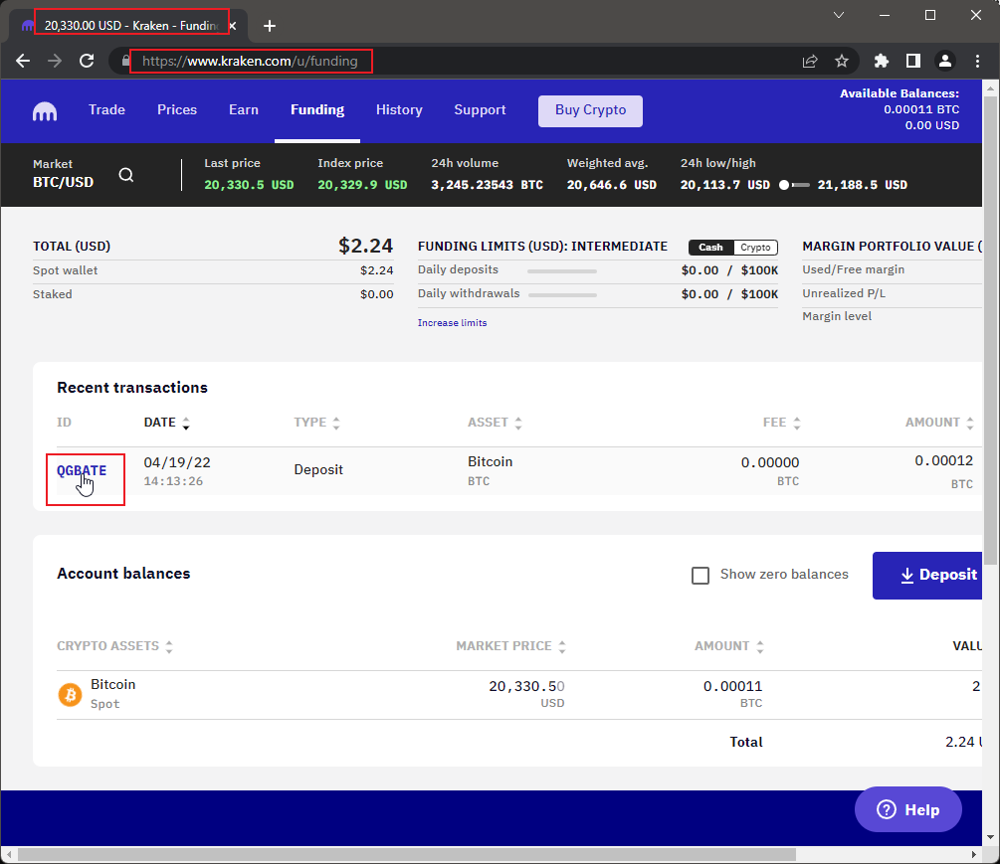 20,330.00 USD - Kraken - Fundin
https://www.kraken.com/u/funding
Trade Prices Earn Funding History Support Buy Crypto
Available Balances:
0.00011 BTC
0.00 USD
Market
BTC/USD
Last price
20,330.5 USD
Index price
20,329.9 USD
24h volume
3,245.23543 BTC
Weighted avg.
20,646.6 USD
24h low/high
20,113.7 USD 21,188.5 USD
TOTAL (USD) $2.24
Spot wallet $2.24
Staked $0.00
FUNDING LIMITS (USD): INTERMEDIATE Cash Crypto
Daily deposits $0.00 / $100K
Daily withdrawals $0.00 / $100K
Increase limits
MARGIN PORTFOLIO VALUE (
Used/Free margin
Unrealized P/L
Margin level
Recent transactions
ID DATE TYPE ASSET FEE AMOUNT
QGBATE 04/19/22 14:13:26 Deposit Bitcoin BTC 0.00000 BTC 0.00012 BTC
Account balances
Show zero balances
Deposit
CRYPTO ASSETS MARKET PRICE AMOUNT VALU
Bitcoin 20,330.50 0.00011 2
Spot USD BTC
Total 2.24 U
Help